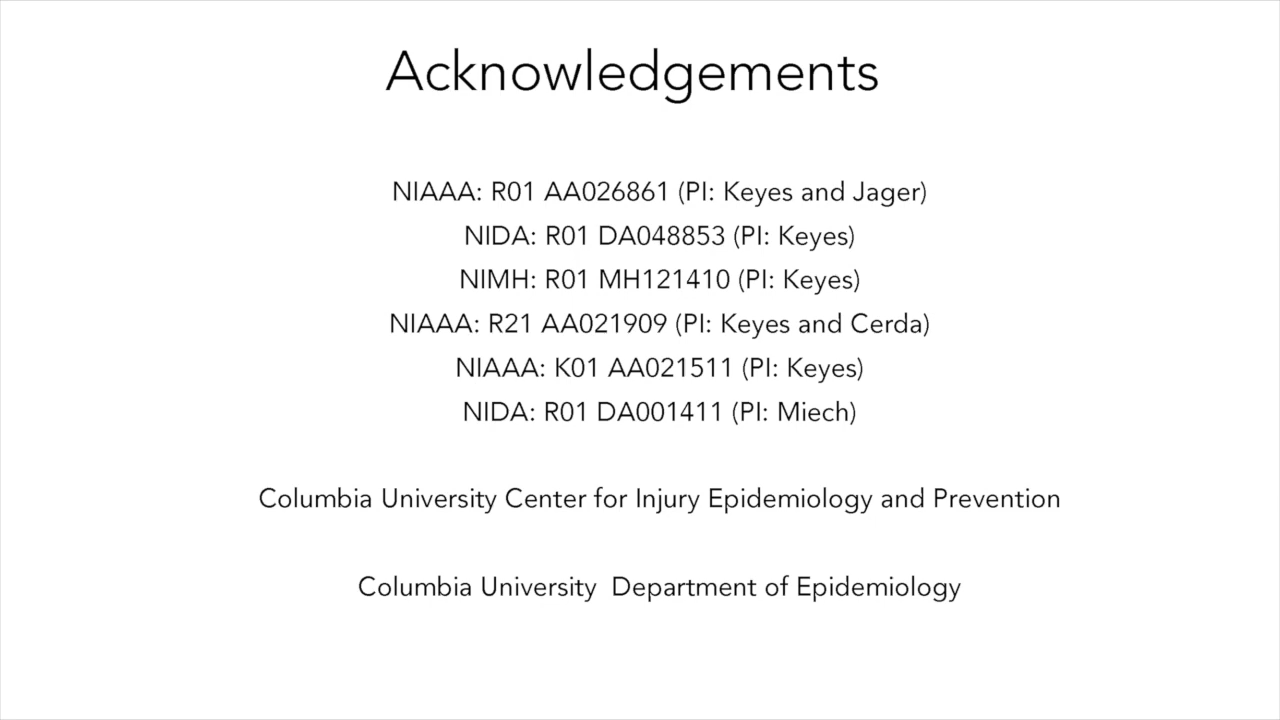 Acknowledgements
NIAAA: R01 AA026861 (PI: Keyes and Jager)
NIDA: R01 DA048853 (PI: Keyes)
NIMH: R01 MH121410 (PI: Keyes)
NIAAA: R21 AA021909 (PI: Keyes and Cerda)
NIAAA: K01 AA021511 (PI: Keyes)
NIDA: R01 DA001411 (PI: Miech)
Columbia University Center for Injury Epidemiology and Prevention
Columbia University  Department of Epidemiology